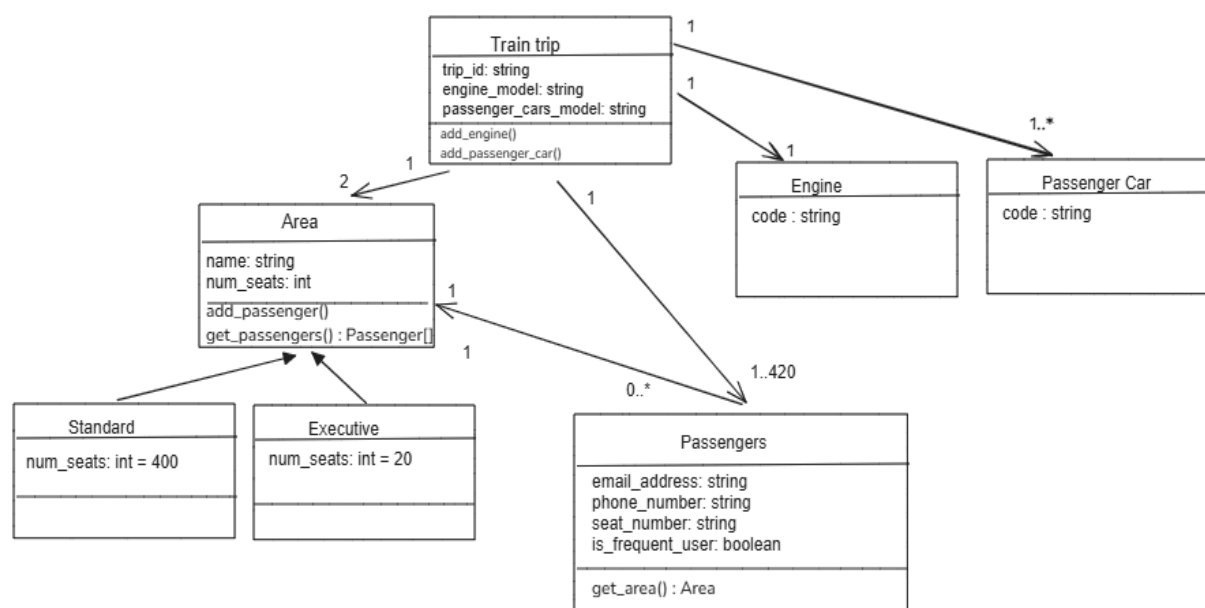 Train trip
trip_id: string
engine_model: string
passenger_cars_model: string
add_engine()
add_passenger_car()
1
1
1
1..*
1
2
1
Engine
code : string
Passenger Car
code : string
Area
name: string
num_seats: int
add_passenger()
get_passengers() : Passenger[]
1
1
0..*
1..420
Standard
num_seats: int = 400
Executive
num_seats: int = 20
Passengers
email_address: string
phone_number: string
seat_number: string
is_frequent_user: boolean
get_area() : Area